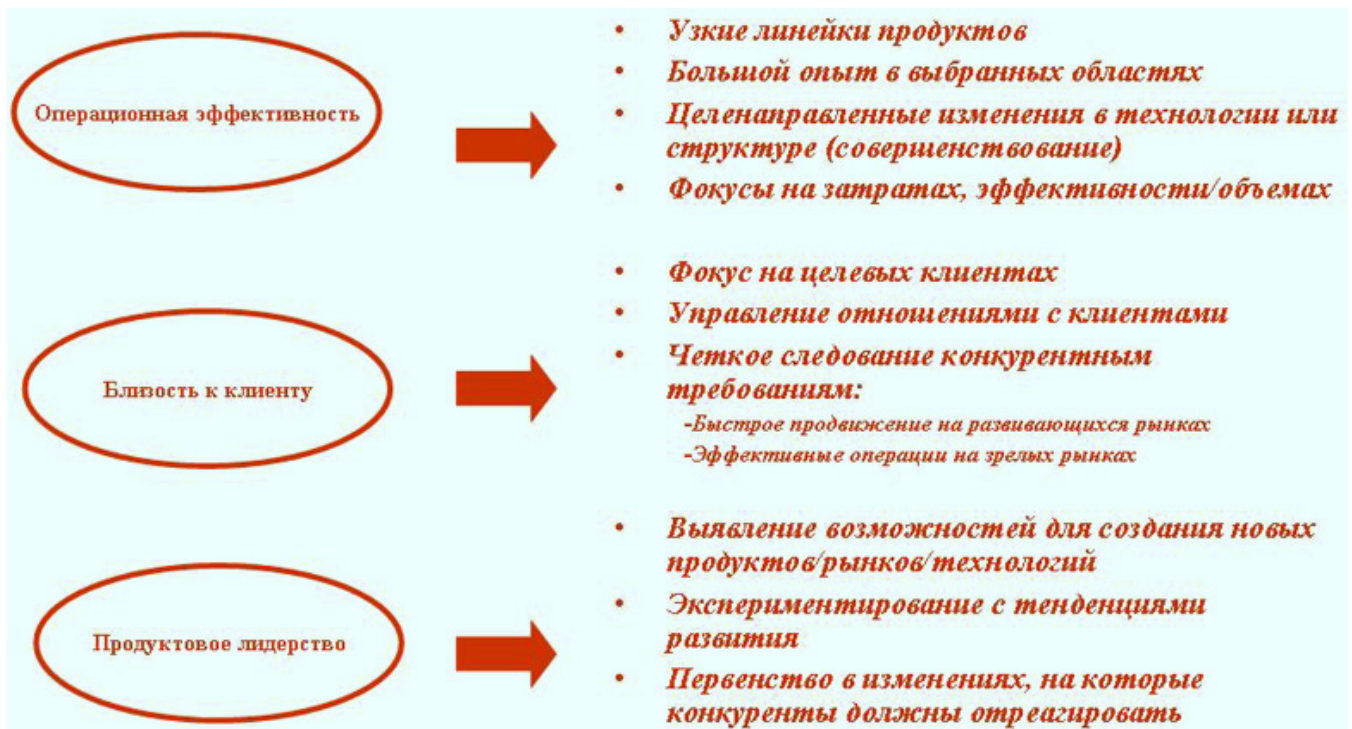 Операционная эффективность
• Узкие линейки продуктов
• Большой опыт в выбранных областях
• Целенаправленные изменения в технологии или
структуре (совершенствование)
• Фокусы на затратах, эффективности/объемах
Близость к клиенту
• Фокус на целевых клиентах
• Управление отношениями с клиентами
• Четкое следование конкурентным
требованиям:
-Быстрое продвижение на развивающихся рынках
-Эффективные операции на зрелых рынках
Продуктовое лидерство
• Выявление возможностей для создания новых
продуктов/рынков/технологий
• Экспериментирование с тенденциями
развития
• Первенство в изменениях, на которые
конкуренты должны отреагировать